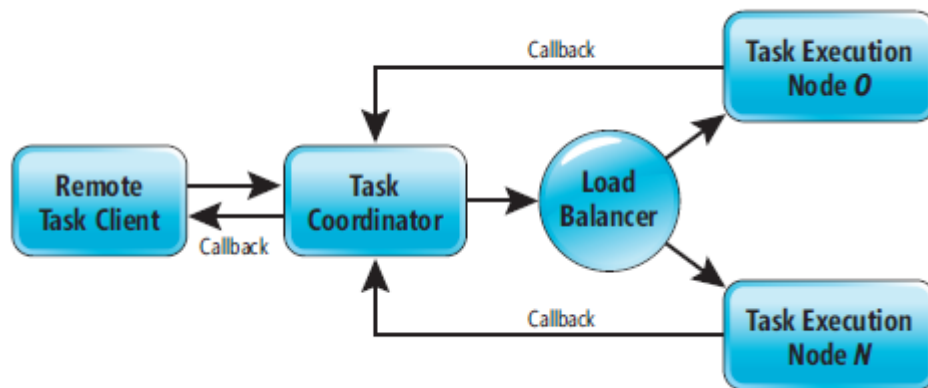 Callback
Task Execution
Node O
Remote
Task Client
Task
Coordinator
Load
Balancer
Callback
Callback
Task Execution
Node N